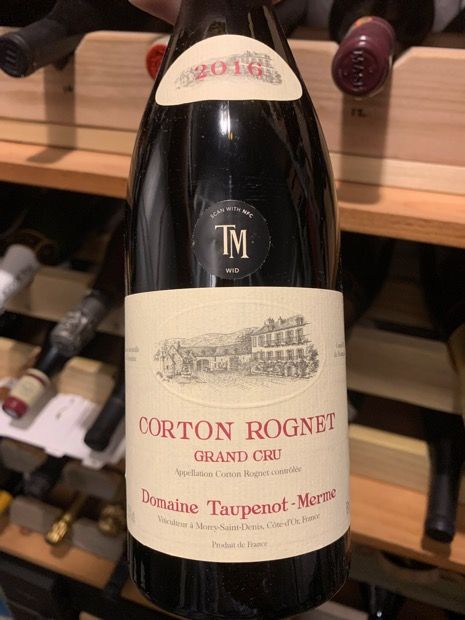 2016
SCAN WITH NFC
TM
WID
CORTON ROGNET
GRAND CRU
Appellation Corton Rognet contrôlée
Domaine Taupenot-Merme
Viticulteur à Morey-Saint-Denis, Côte-d'Or, France
Produit de France